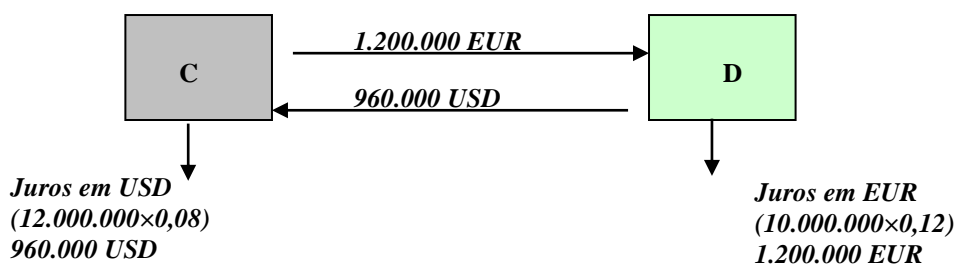 1.200.000 EUR
C
D
960.000 USD
Juros em USD
(12.000.000×0,08)
960.000 USD
Juros em EUR
(10.000.000×0,12)
1.200.000 EUR